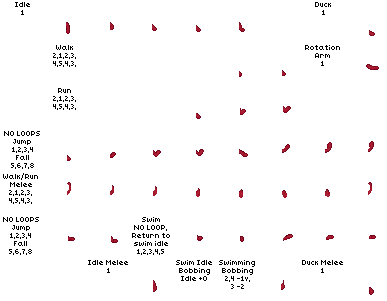 Idle
1
Duck
1
Walk
2,1,2,3,
4,5,4,3,
Rotation
Arm
1
Run
2,1,2,3,
4,5,4,3,
NO LOOPS
Jump
1,2,3,4
Fall
5,6,7,8
Walk/Run
Melee
2,1,2,3,
4,5,4,3,
NO LOOPS
Jump
1,2,3,4
Fall
5,6,7,8
Swim
NO LOOP,
Return to
swim idle
1,2,3,4,5
Idle Melee
1
Swim Idle
Bobbing
Idle +0
Swimming
Bobbing
2,4 -1v,
3 -2
Duck Melee
1